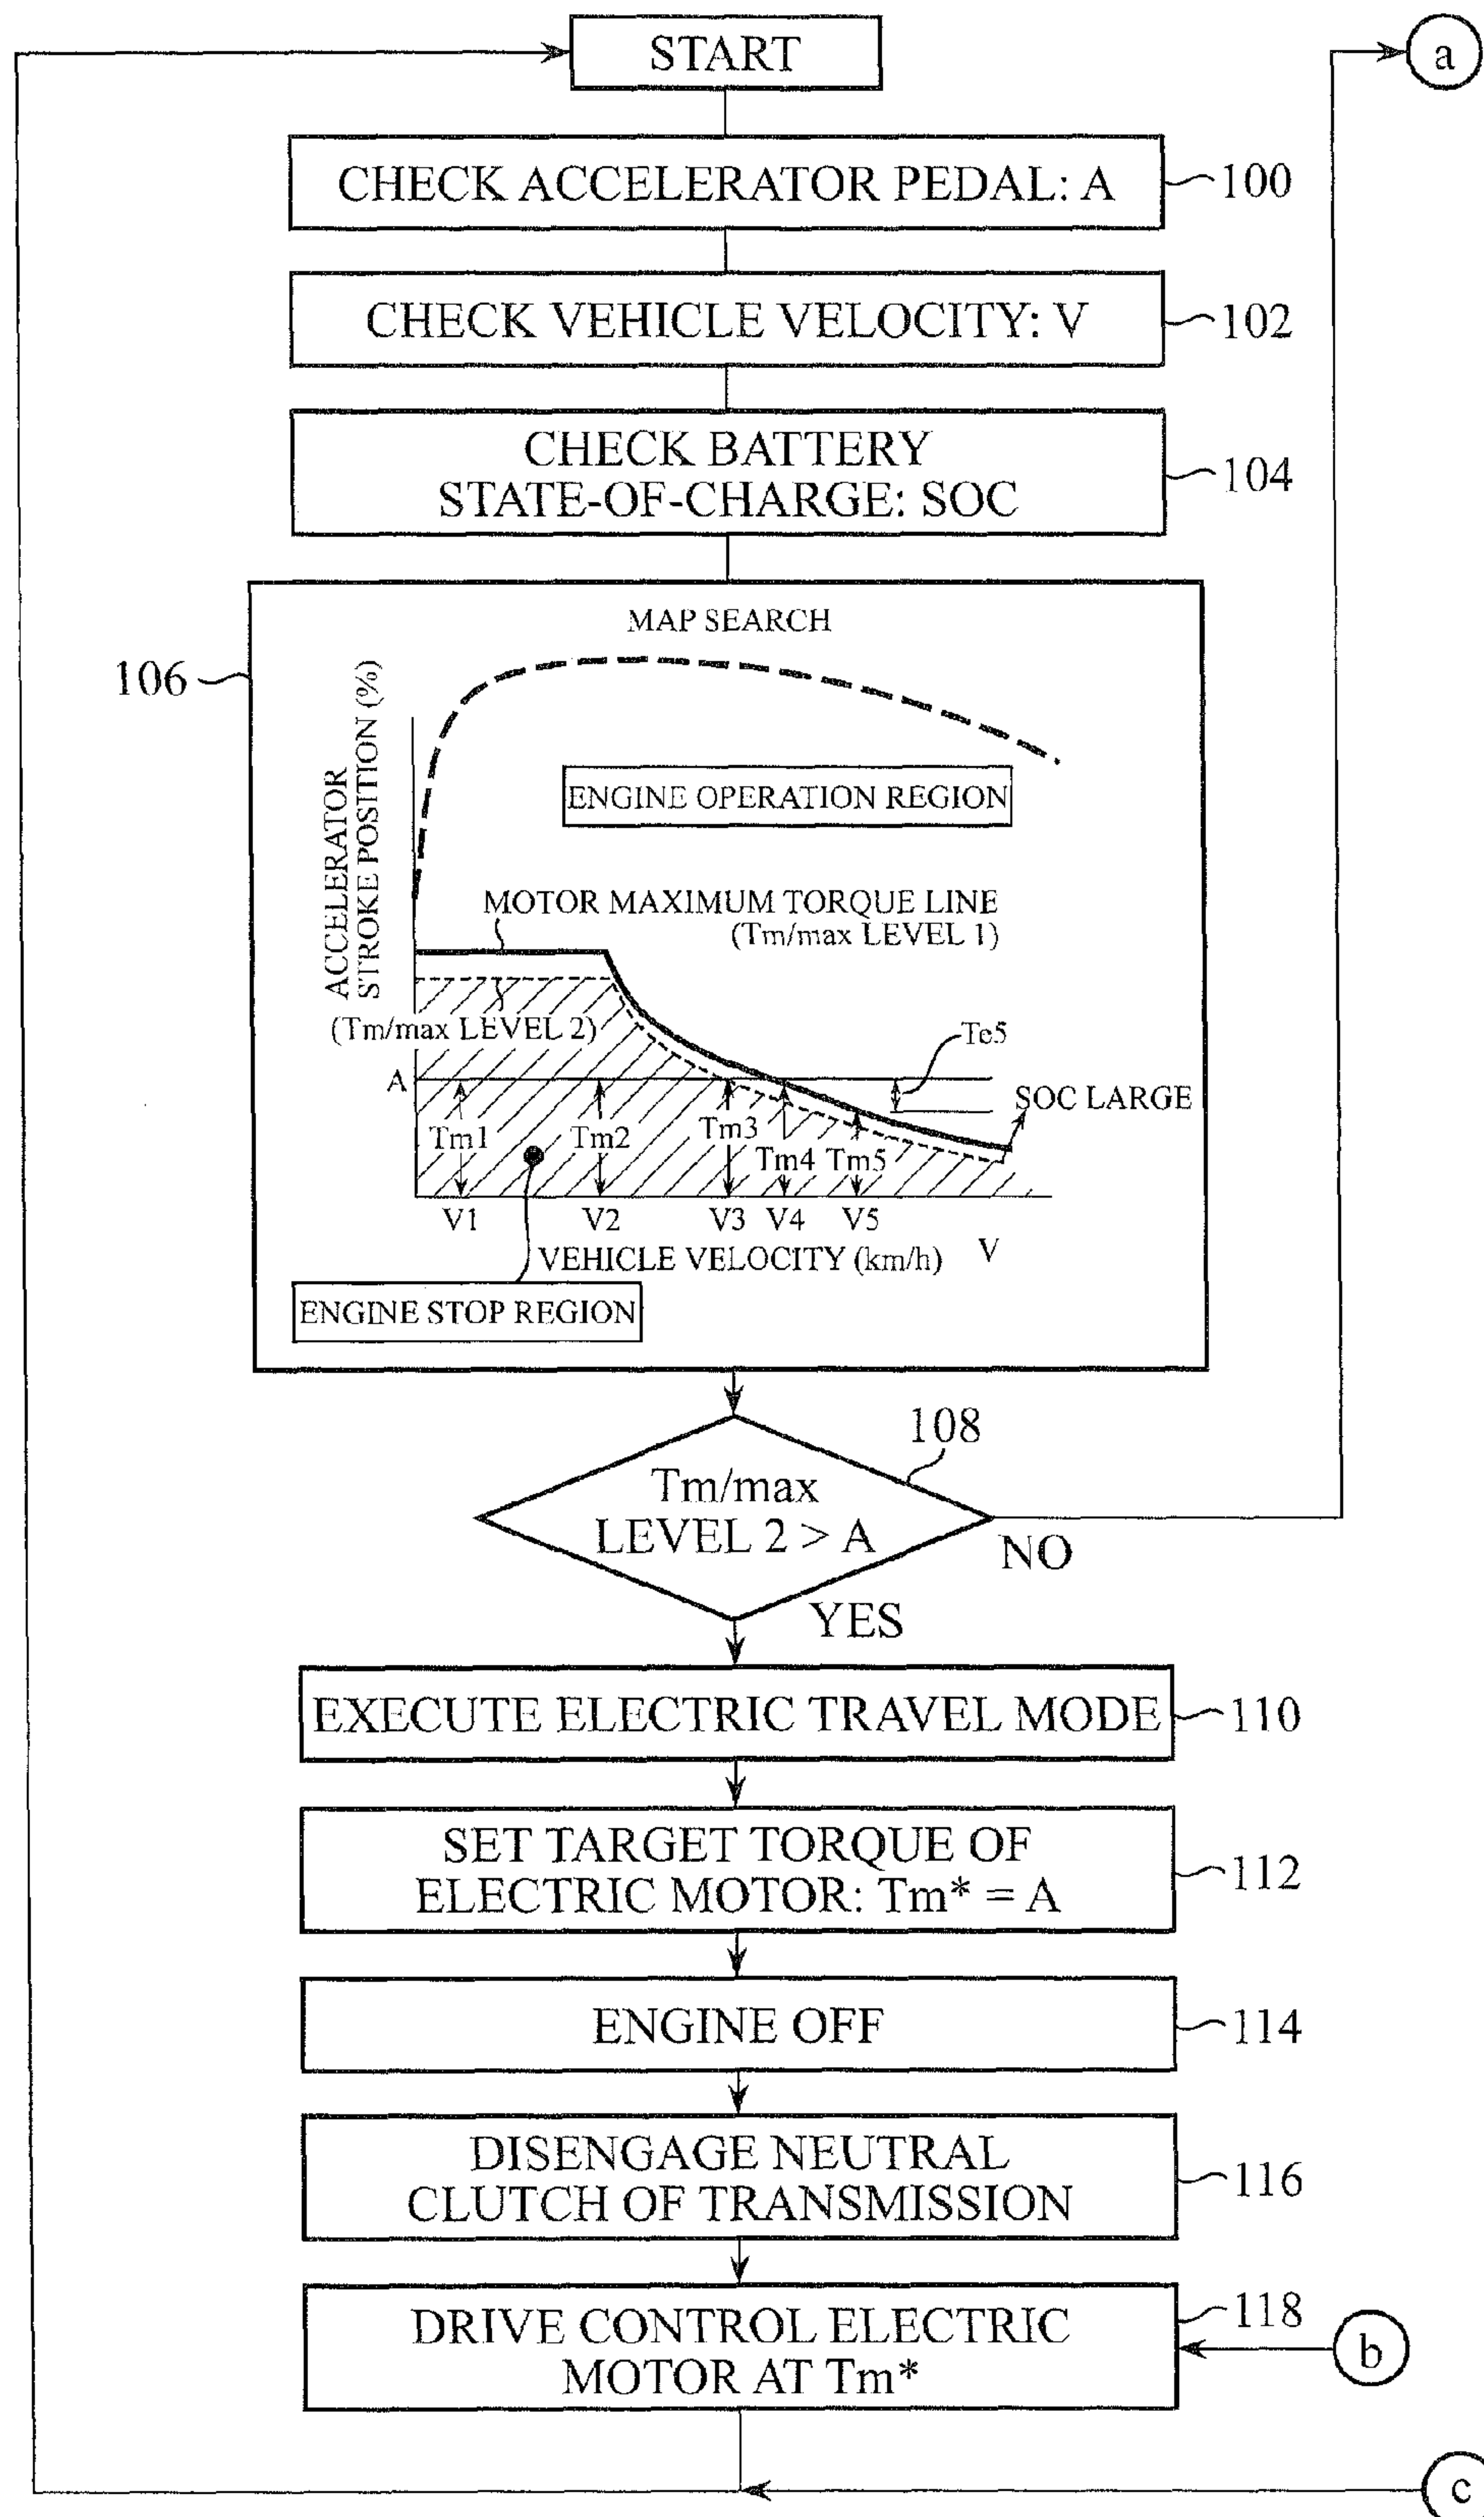 START
a
CHECK ACCELERATOR PEDAL: A
100
CHECK VEHICLE VELOCITY: V
102
CHECK BATTERY
STATE-OF-CHARGE: SOC
104
MAP SEARCH
106
ACCELERATOR
STROKE POSITION (%)
ENGINE OPERATION REGION
MOTOR MAXIMUM TORQUE LINE
(Tm/max LEVEL 1)
(Tm/max LEVEL 2)
Te5
A
SOC LARGE
Tm1
Tm2
Tm3
Tm4
Tm5
V1
V2
V3
V4
V5
VEHICLE VELOCITY (km/h)
V
ENGINE STOP REGION
108
Tm/max
LEVEL 2 > A
NO
YES
EXECUTE ELECTRIC TRAVEL MODE
110
SET TARGET TORQUE OF
ELECTRIC MOTOR: Tm* = A
112
ENGINE OFF
114
DISENGAGE NEUTRAL
CLUTCH OF TRANSMISSION
116
DRIVE CONTROL ELECTRIC
MOTOR AT Tm*
118
b
c